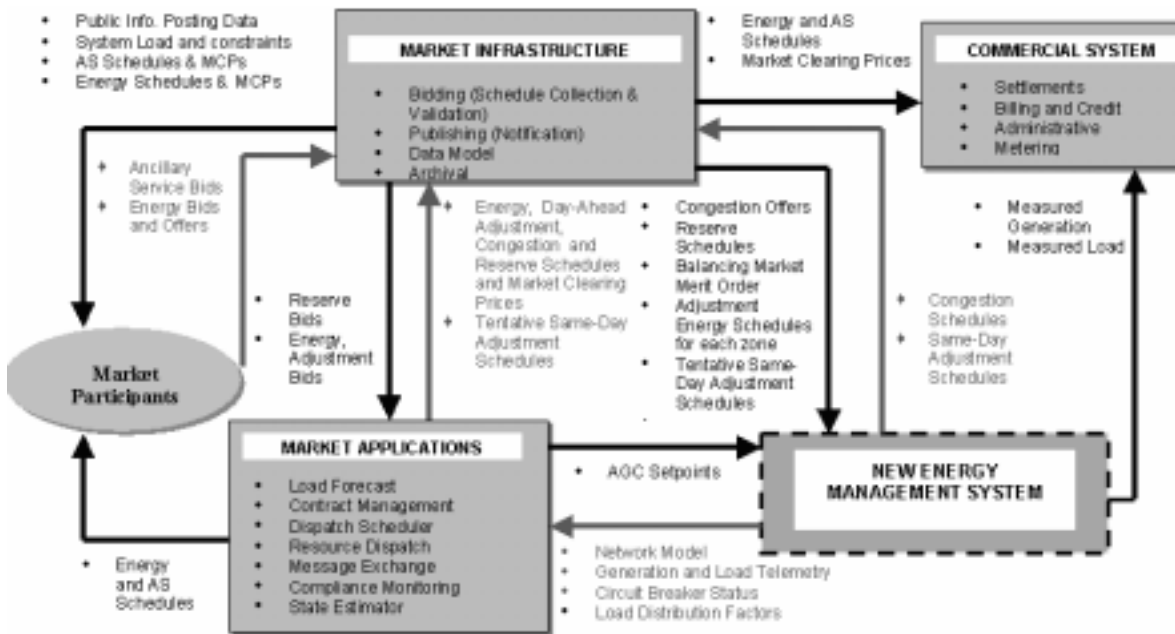 • Public Info. Posting Data
• System Load and constraints
• AS Schedules & MCPs
• Energy Schedules & MCPs
MARKET INFRASTRUCTURE
• Bidding (Schedule Collection &
Validation)
• Publishing (Notification)
• Data Model
• Archival
• Energy and AS
Schedules
• Market Clearing Prices
COMMERCIAL SYSTEM
• Settlements
• Billing and Credit
• Administrative
• Metering
+ Ancillary
Service Bids
+ Energy Bids
and Offers
• Reserve
Bids
• Energy,
Adjustment
Bids
+ Energy, Day-Ahead
Adjustment,
Congestion and
Reserve Schedules
and Market Clearing
Prices
+ Tentative Same-Day
Adjustment
Schedules
• Congestion Offers
• Reserve
Schedules
• Balancing Market
Merit Order
• Adjustment
Energy Schedules
for each zone
• Tentative Same-
Day Adjustment
Schedules
• Measured
Generation
• Measured Load
+ Congestion
Schedules
+ Same-Day
Adjustment
Schedules
Market
Participants
MARKET APPLICATIONS
• Load Forecast
• Contract Management
• Dispatch Scheduler
• Resource Dispatch
• Message Exchange
• Compliance Monitoring
• State Estimator
• AGC Setpoints
NEW ENERGY
MANAGEMENT SYSTEM
• Energy
and AS
Schedules
+ Network Model
+ Generation and Load Telemetry
+ Circuit Breaker Status
• Load Distribution Factors